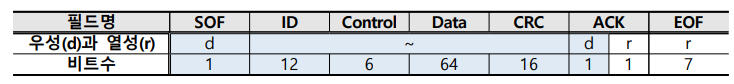 필드명 SOF ID Control Data CRC ACK EOF
우성(d)과 열성(r) d ~ d r r
비트수 1 12 6 64 16 1 1 7